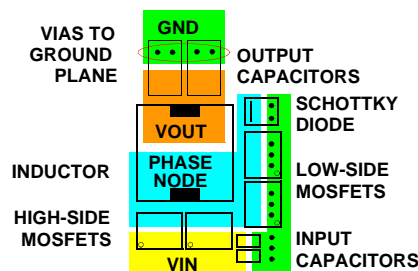 GND
VIAS TO
GROUND
PLANE
OUTPUT
CAPACITORS
VOUT
SCHOTTKY
DIODE
INDUCTOR
PHASE
NODE
LOW-SIDE
MOSFETS
HIGH-SIDE
MOSFETS
VIN
INPUT
CAPACITORS